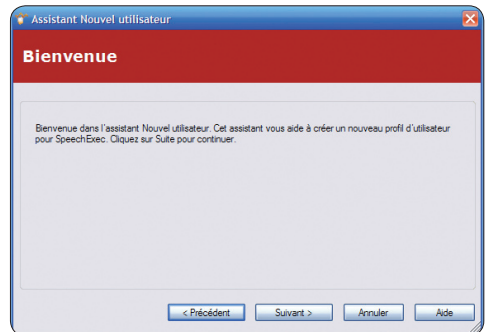 Assistant Nouvel utilisateur
Bienvenue
Bienvenue dans l'assistant Nouvel utilisateur. Cet assistant vous aide à créer un nouveau profil d'utilisateur
pour SpeechExec. Cliquez sur Suite pour continuer.
< Précédent Suivant > Annuler Aide